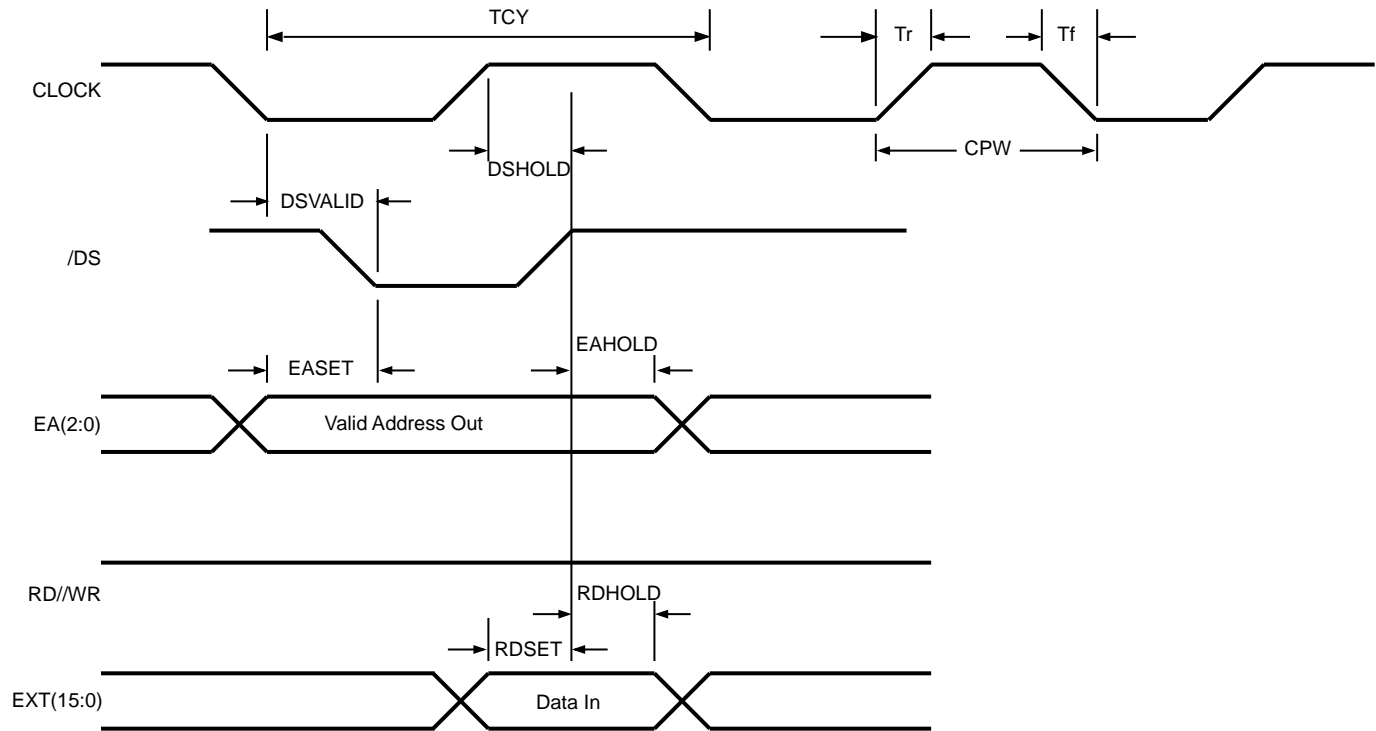 TCY
Tr
Tf
CLOCK
CPW
DSHOLD
DSVALID
/DS
EAHOLD
EASET
EA(2:0)
Valid Address Out
RD//WR
RDHOLD
RDSET
EXT(15:0)
Data In